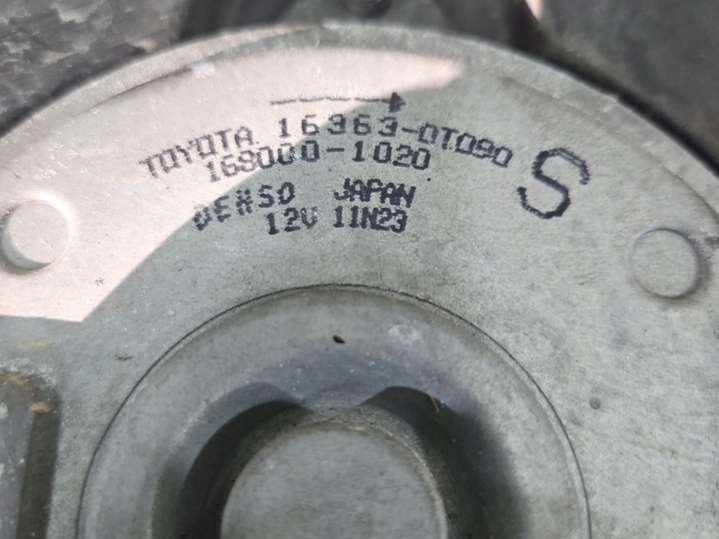 TOYOTA 16363-0T090
168000-1020
S
DENSO JAPAN
12V 11N23